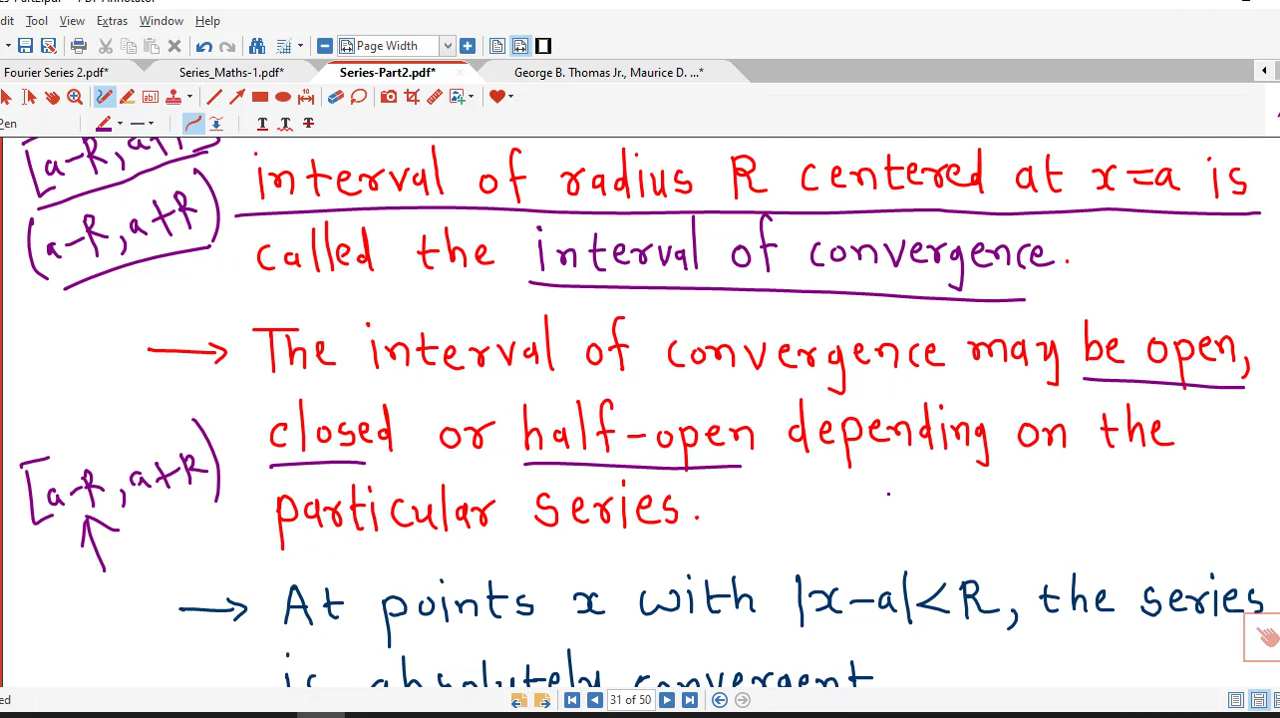 dit Tool View Extras Window Help
Page Width
Fourier Series 2.pdf* Series_Maths-1.pdf* Series-Part2.pdf* George B. Thomas Jr., Maurice D. ...*
Pen
[a-R, a+
interval of radius R centered at x=a is
(a-R, a+R)
called the interval of convergence.
→ The interval of convergence may be open,
closed or half-open depending on the
[a-R, a+R)
particular series.
→ At points x with |x-a|<R, the series
is absolutely convergent
31 of 50